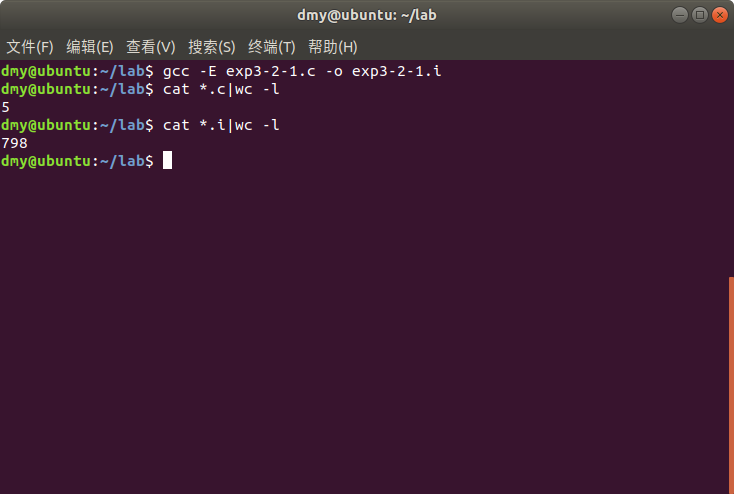 dmy@ubuntu: ~/lab
文件(F) 编辑(E) 查看(V) 搜索(S) 终端(T) 帮助(H)
dmy@ubuntu:~/lab$ gcc -E exp3-2-1.c -o exp3-2-1.i
dmy@ubuntu:~/lab$ cat *.c|wc -l
5
dmy@ubuntu:~/lab$ cat *.i|wc -l
798
dmy@ubuntu:~/lab$